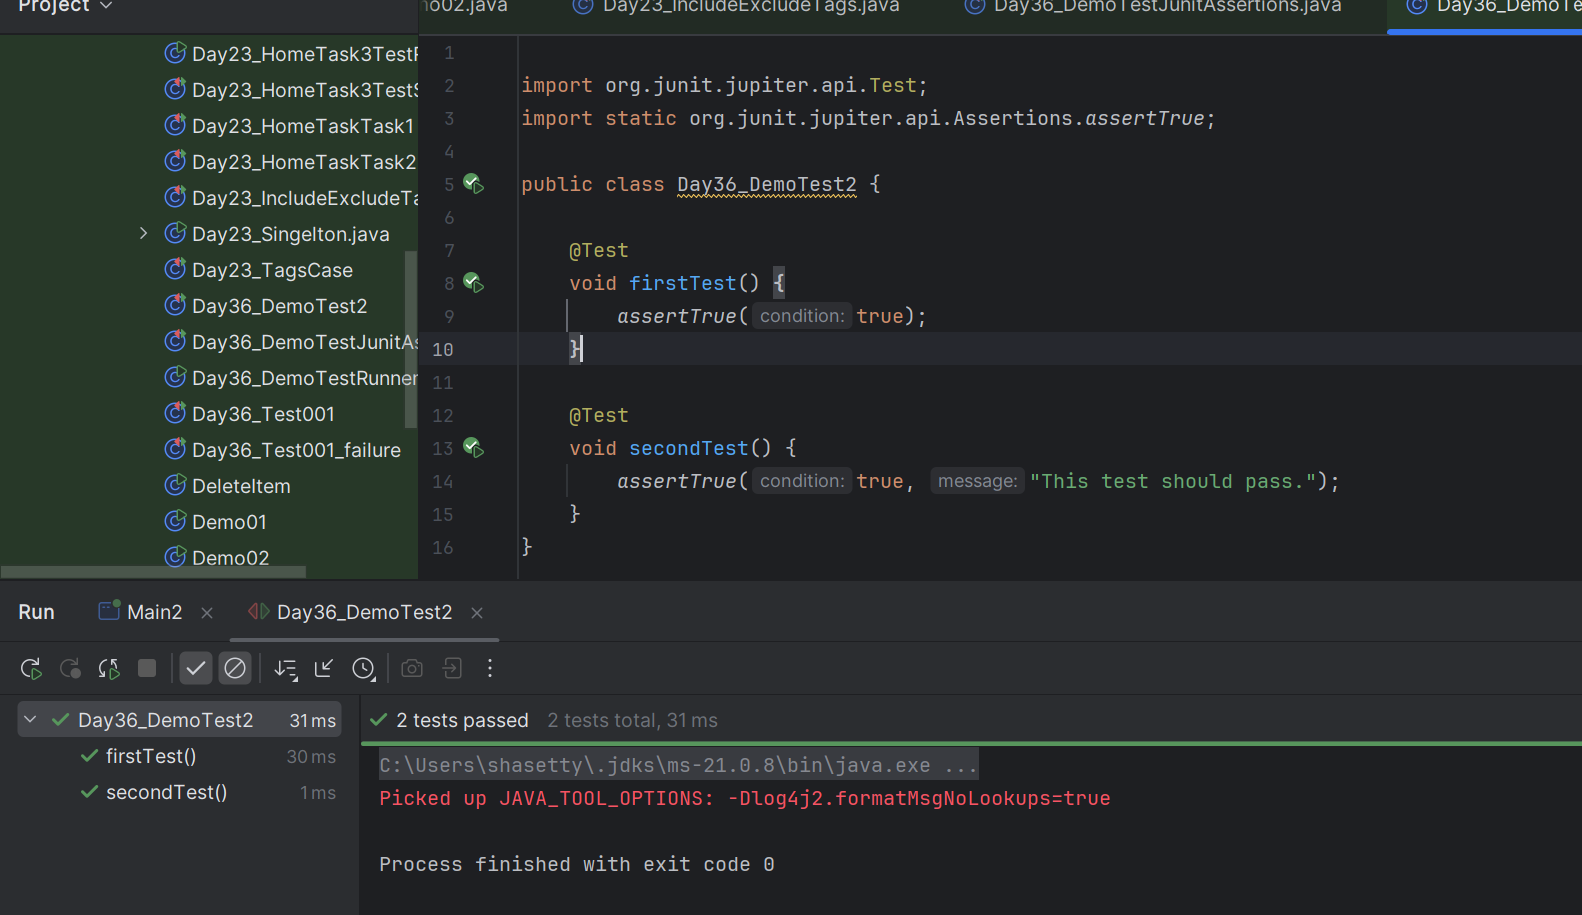 Project
Day23_IncludeExcludeTags.java
Day36_DemoTestJunitAssertions.java
Day23_HomeTask3Test
Day23_HomeTask3Test
Day23_HomeTaskTask1
Day23_HomeTaskTask2
Day23_IncludeExcludeTa
Day23_Singelton.java
Day23_TagsCase
Day36_DemoTest2
Day36_DemoTestJunitAs
Day36_DemoTestRunner
Day36_Test001
Day36_Test001_failure
DeleteItem
Demo01
Demo02
1
2 import org.junit.jupiter.api.Test;
3 import static org.junit.jupiter.api.Assertions.assertTrue;
4
5 public class Day36_DemoTest2 {
6
7 @Test
8 void firstTest() {
9 assertTrue( condition: true);
10 }
11
12 @Test
13 void secondTest() {
14 assertTrue( condition: true, message: "This test should pass.");
15 }
16 }
Run Main2 Day36_DemoTest2
Day36_DemoTest2 31 ms
firstTest() 30 ms
secondTest() 1 ms
2 tests passed 2 tests total, 31 ms
C:\Users\shasetty\.jdks\ms-21.0.8\bin\java.exe ...
Picked up JAVA_TOOL_OPTIONS: -Dlog4j2.formatMsgNoLookups=true
Process finished with exit code 0